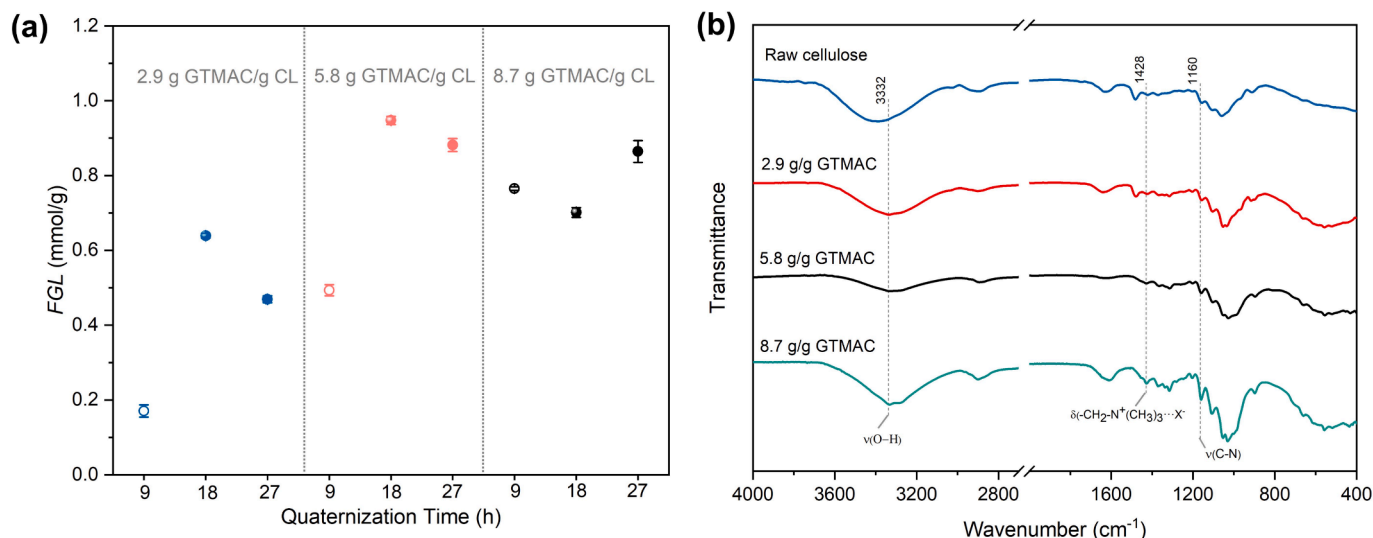 (a)
1.2
1.0
0.8
0.6
0.4
0.2
0.0
FGL (mmol/g)
2.9 g GTMAC/g CL
5.8 g GTMAC/g CL
8.7 g GTMAC/g CL
9 18 27 9 18 27 9 18 27
Quaternization Time (h)
(b)
Raw cellulose
3332
1428
1160
2.9 g/g GTMAC
5.8 g/g GTMAC
8.7 g/g GTMAC
δ(-CH2-N⁺(CH3)3···X⁻
ν(O−H)
ν(C-N)
Transmittance
4000 3200 2800 1600 1200 800 400
Wavenumber (cm⁻¹)